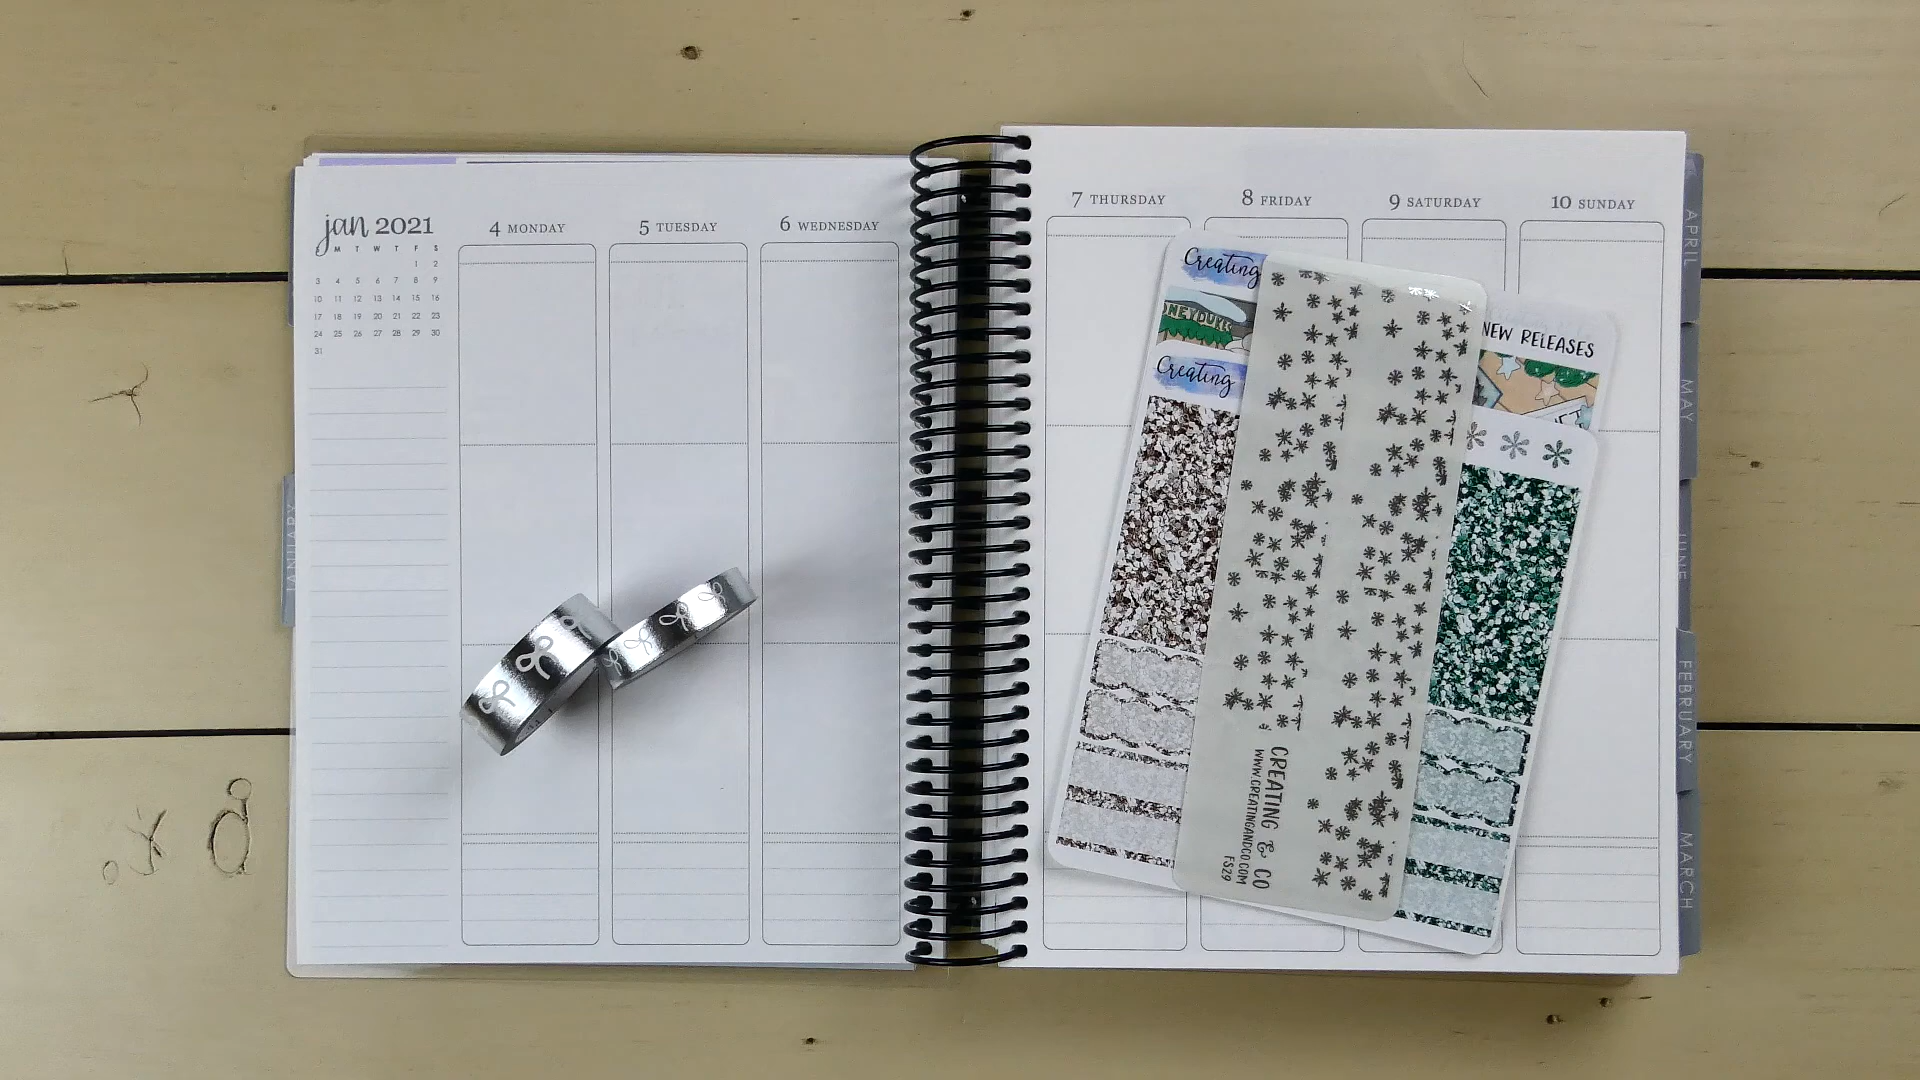 jan 2021
M T W T F S
1 2
3 4 5 6 7 8 9
10 11 12 13 14 15 16
17 18 19 20 21 22 23
24 25 26 27 28 29 30
31
4 MONDAY
5 TUESDAY
6 WEDNESDAY
7 THURSDAY
8 FRIDAY
9 SATURDAY
10 SUNDAY
JANUARY
Creating
Creating
NEW RELEASES
CREATING & CO
WWW.CREATINGANDCO.COM
FS29
APRIL
MAY
JUNE
FEBRUARY
MARCH